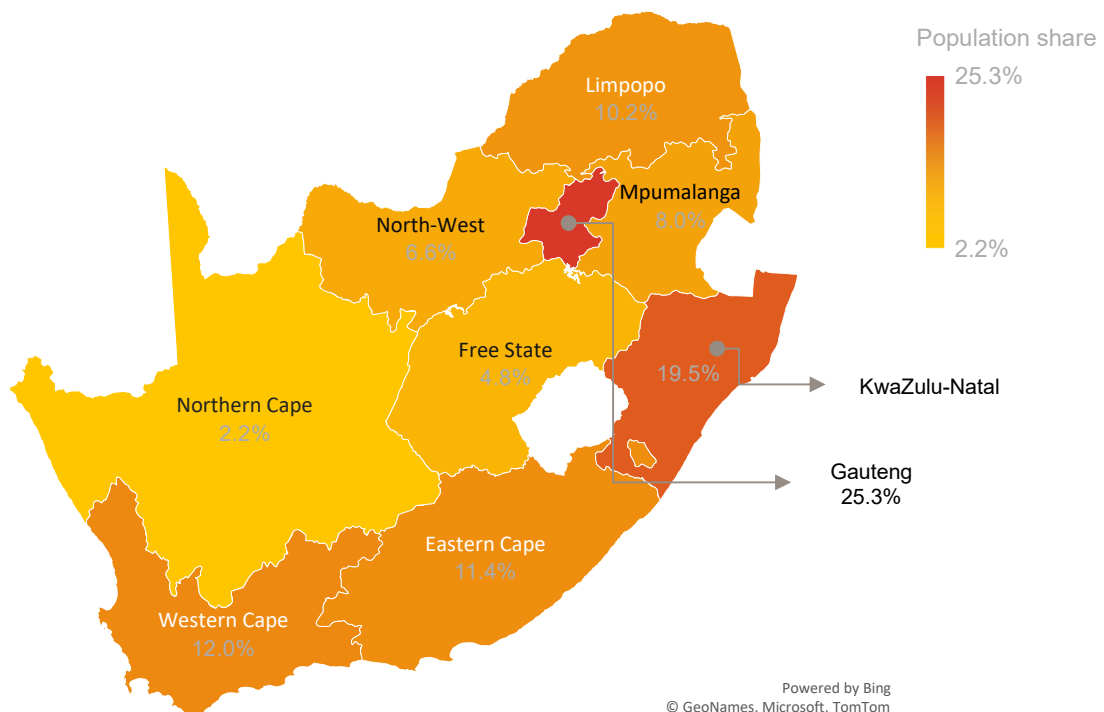 Population share
25.3%
2.2%
Limpopo
10.2%
Mpumalanga
8.0%
North-West
6.6%
Free State
4.8%
19.5%
KwaZulu-Natal
Northern Cape
2.2%
Gauteng
25.3%
Eastern Cape
11.4%
Western Cape
12.0%
Powered by Bing
© GeoNames, Microsoft, TomTom